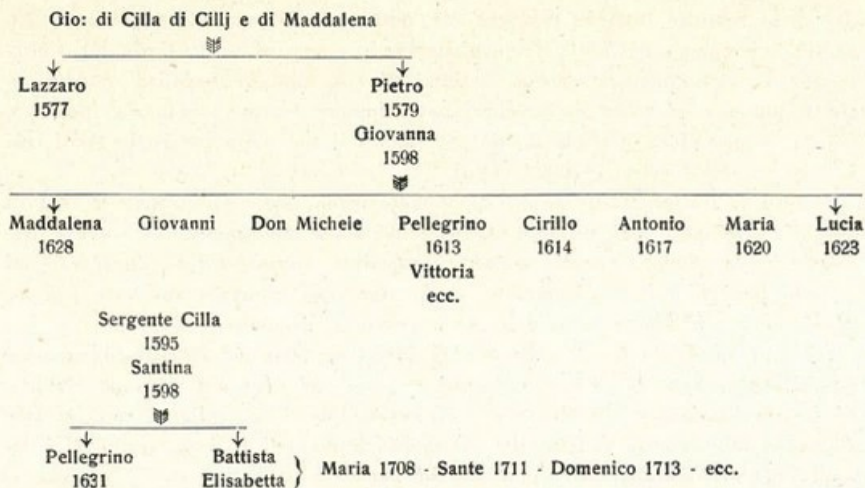 Gio: di Cilla di Cillj e di Maddalena
Lazzaro Pietro
1577 1579
Giovanna
1598
Maddalena Giovanni Don Michele Pellegrino Cirillo Antonio Maria Lucia
1628 1613 1614 1617 1620 1623
Vittoria
ecc.
Sergente Cilla
1595
Santina
1598
Pellegrino Battista
1631 Elisabetta } Maria 1708 - Sante 1711 - Domenico 1713 - ecc.